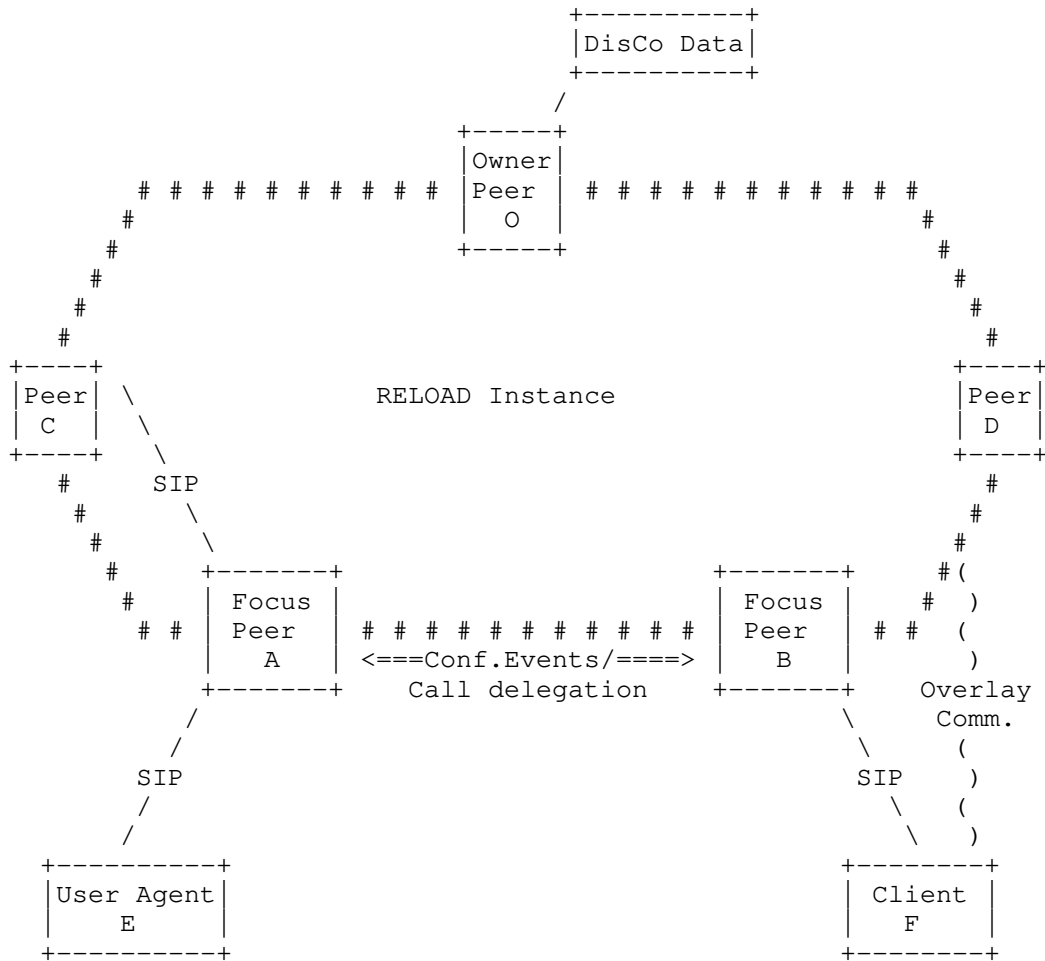 DisCo Data
Owner
Peer
O
RELOAD Instance
Peer
C
Peer
D
SIP
Focus
Peer
A
Focus
Peer
B
<===Conf.Events/====>
Call delegation
Overlay
Comm.
SIP
SIP
User Agent
E
Client
F